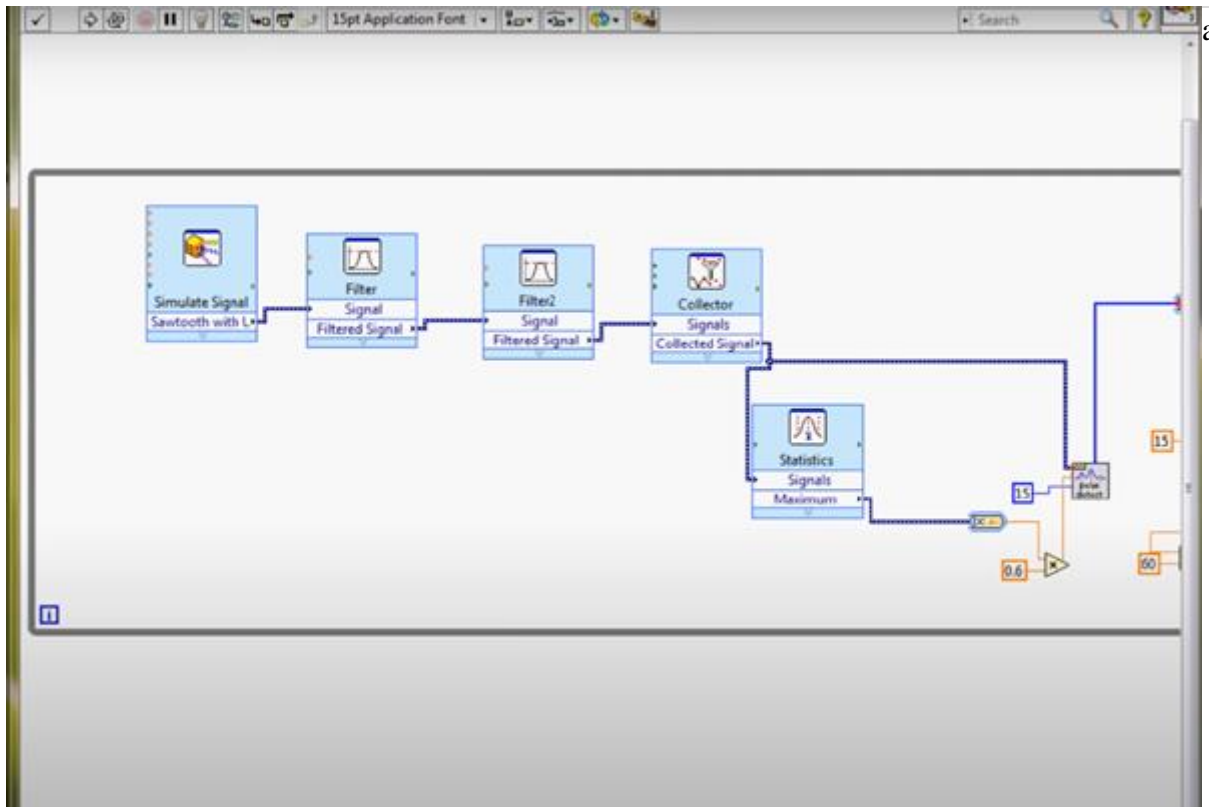 15pt Application Font
Search
a
Simulate Signal
Sawtooth with L
Filter
Signal
Filtered Signal
Filter2
Signal
Filtered Signal
Collector
Signals
Collected Signal
Statistics
Signals
Maximum
15
15
pulse
detect
0.6
60
i